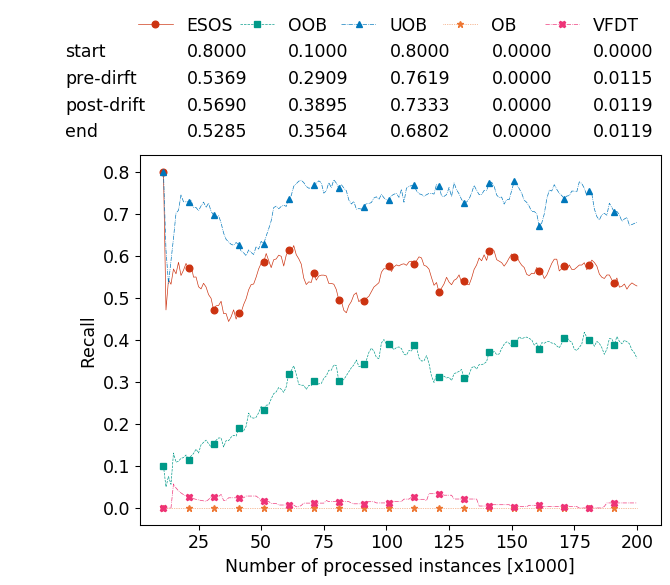 ESOS OOB UOB OB VFDT
start 0.8000 0.1000 0.8000 0.0000 0.0000
pre-dirft 0.5369 0.2909 0.7619 0.0000 0.0115
post-drift 0.5690 0.3895 0.7333 0.0000 0.0119
end 0.5285 0.3564 0.6802 0.0000 0.0119
0.8
0.7
0.6
0.5
0.4
0.3
0.2
0.1
0.0
Recall
25 50 75 100 125 150 175 200
Number of processed instances [x1000]